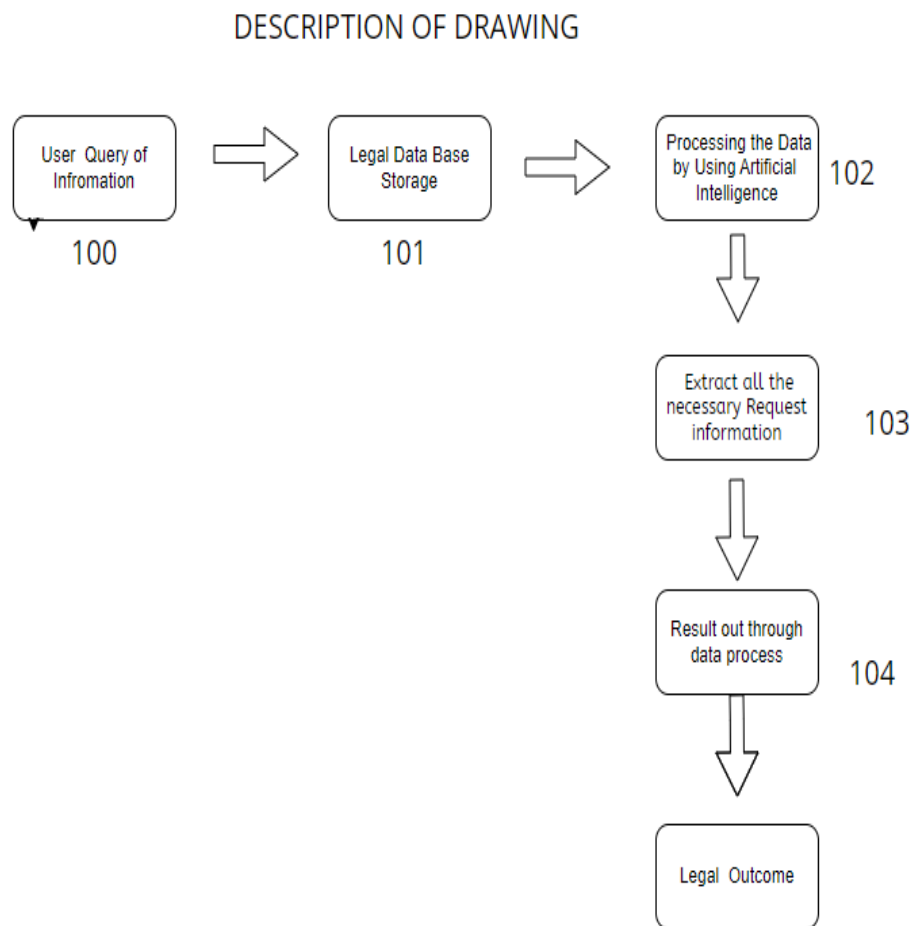 DESCRIPTION OF DRAWING
User Query of
Infromation
100
Legal Data Base
Storage
101
Processing the Data
by Using Artificial
Intelligence
102
Extract all the
necessary Request
information
103
Result out through
data process
104
Legal Outcome